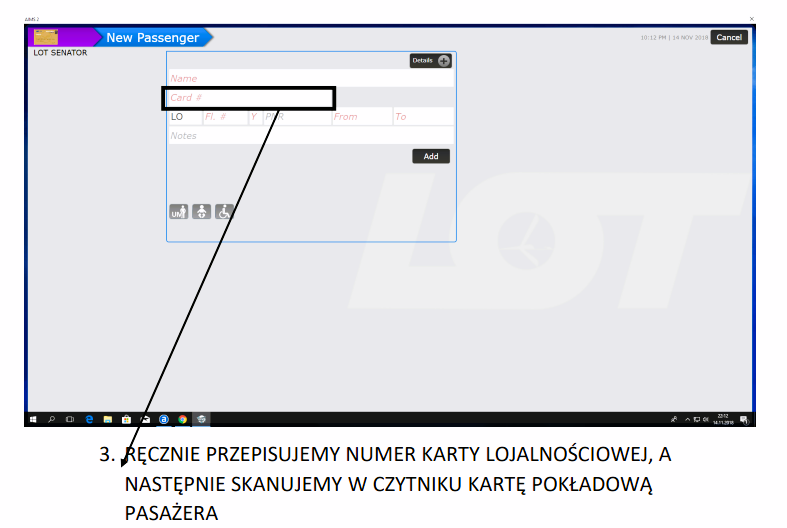 AIMS 2
New Passenger
10:12 PM | 14 NOV 2018
Cancel
LOT SENATOR
Details
Name
Card #
LO Fl. # Y PNR From To
Notes
Add
UM
LOT
22:12
14.11.2018
3. RĘCZNIE PRZEPISUJEMY NUMER KARTY LOJALNOŚCIOWEJ, A
NASTĘPNIE SKANUJEMY W CZYTNIKU KARTĘ POKŁADOWĄ
PASAŻERA